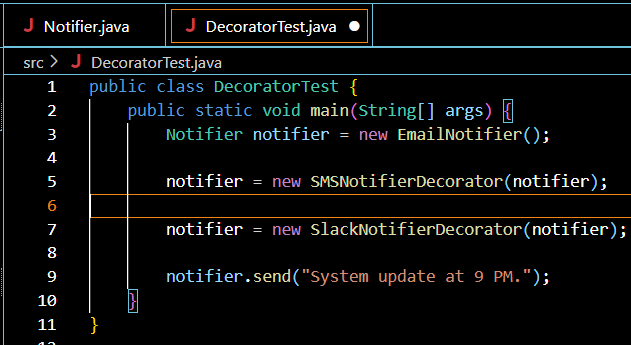 J Notifier.java
J DecoratorTest.java ●
src > J DecoratorTest.java
1 public class DecoratorTest {
2     public static void main(String[] args) {
3         Notifier notifier = new EmailNotifier();
4
5         notifier = new SMSNotifierDecorator(notifier);
6
7         notifier = new SlackNotifierDecorator(notifier);
8
9         notifier.send("System update at 9 PM.");
10     }
11 }